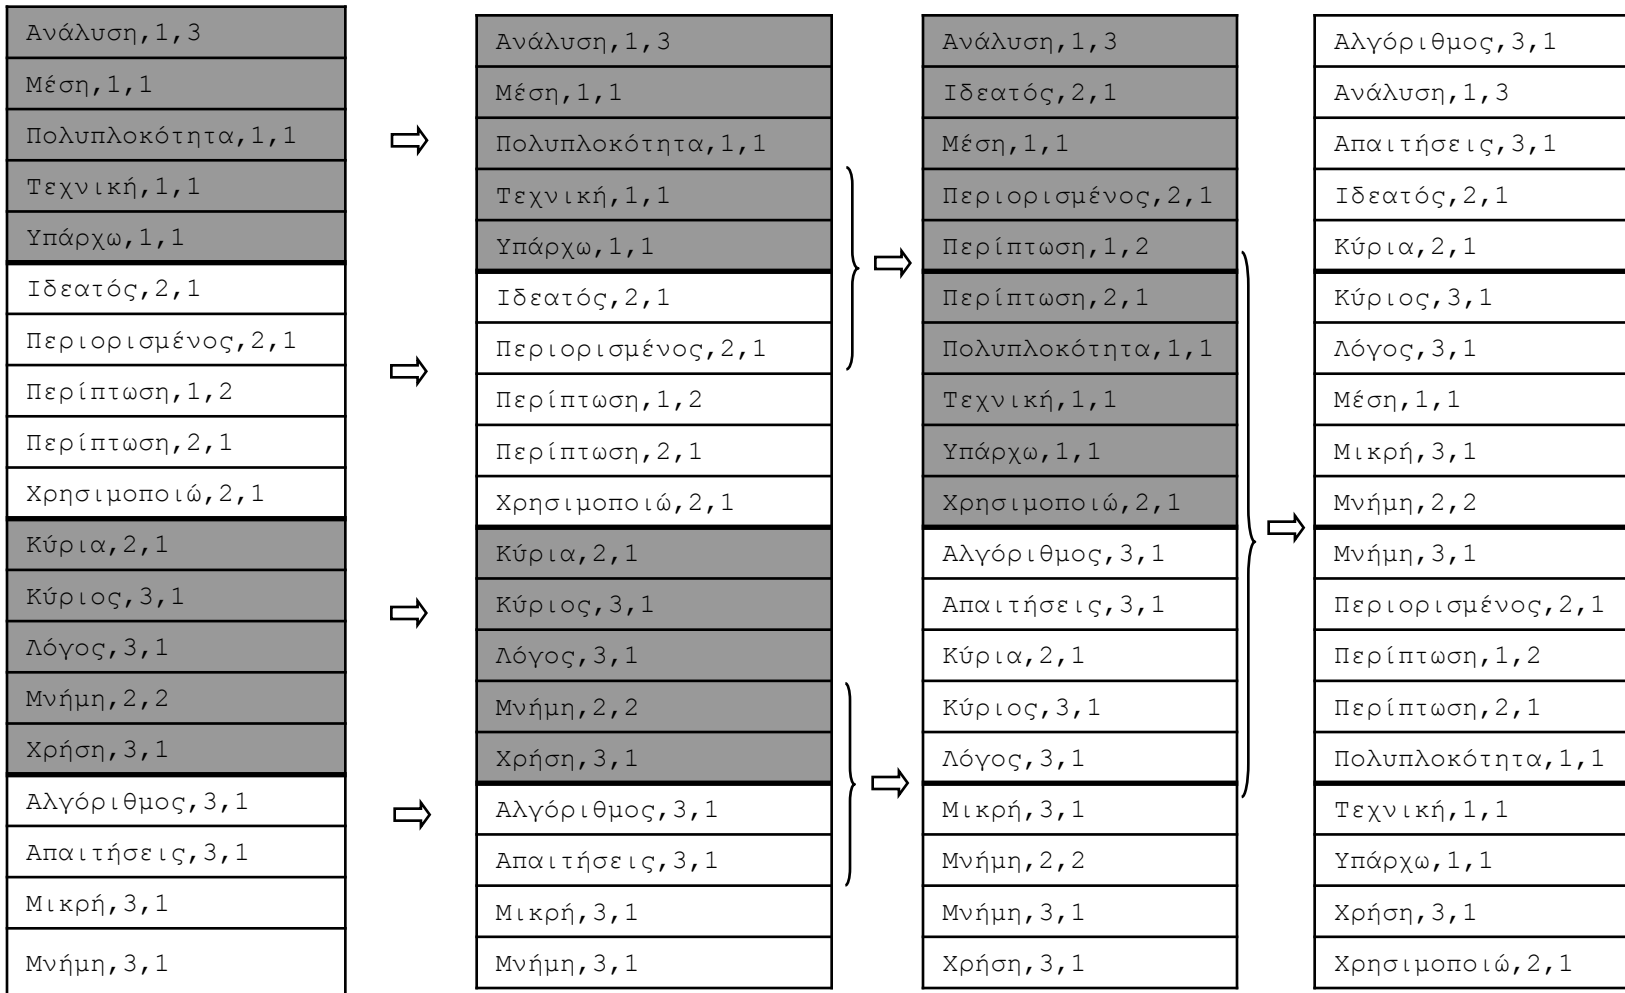 Ανάλυση,1,3
Μέση,1,1
Πολυπλοκότητα,1,1
Τεχνική,1,1
Υπάρχω,1,1
Ιδεατός,2,1
Περιορισμένος,2,1
Περίπτωση,1,2
Περίπτωση,2,1
Χρησιμοποιώ,2,1
Κύρια,2,1
Κύριος,3,1
Λόγος,3,1
Μνήμη,2,2
Χρήση,3,1
Αλγόριθμος,3,1
Απαιτήσεις,3,1
Μικρή,3,1
Μνήμη,3,1
Ανάλυση,1,3
Μέση,1,1
Πολυπλοκότητα,1,1
Τεχνική,1,1
Υπάρχω,1,1
Ιδεατός,2,1
Περιορισμένος,2,1
Περίπτωση,1,2
Περίπτωση,2,1
Χρησιμοποιώ,2,1
Κύρια,2,1
Κύριος,3,1
Λόγος,3,1
Μνήμη,2,2
Χρήση,3,1
Αλγόριθμος,3,1
Απαιτήσεις,3,1
Μικρή,3,1
Μνήμη,3,1
Ανάλυση,1,3
Ιδεατός,2,1
Μέση,1,1
Περιορισμένος,2,1
Περίπτωση,1,2
Περίπτωση,2,1
Πολυπλοκότητα,1,1
Τεχνική,1,1
Υπάρχω,1,1
Χρησιμοποιώ,2,1
Αλγόριθμος,3,1
Απαιτήσεις,3,1
Κύρια,2,1
Κύριος,3,1
Λόγος,3,1
Μικρή,3,1
Μνήμη,2,2
Μνήμη,3,1
Χρήση,3,1
Αλγόριθμος,3,1
Ανάλυση,1,3
Απαιτήσεις,3,1
Ιδεατός,2,1
Κύρια,2,1
Κύριος,3,1
Λόγος,3,1
Μέση,1,1
Μικρή,3,1
Μνήμη,2,2
Μνήμη,3,1
Περιορισμένος,2,1
Περίπτωση,1,2
Περίπτωση,2,1
Πολυπλοκότητα,1,1
Τεχνική,1,1
Υπάρχω,1,1
Χρήση,3,1
Χρησιμοποιώ,2,1